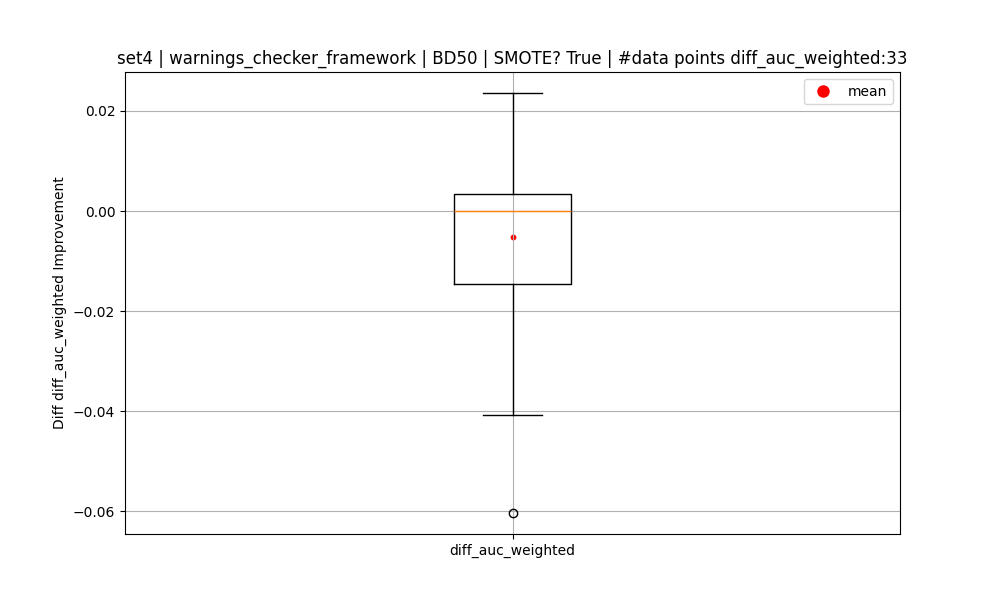 set4 | warnings_checker_framework | BD50 | SMOTE? True | #data points diff_auc_weighted:33
mean
0.02
0.00
−0.02
−0.04
−0.06
Diff diff_auc_weighted Improvement
diff_auc_weighted